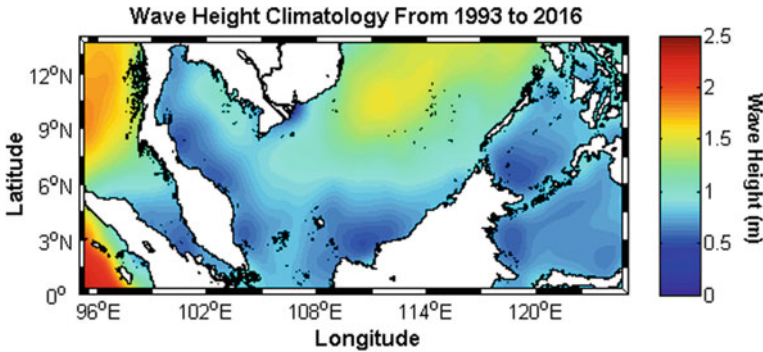 Wave Height Climatology From 1993 to 2016
12°N
9°N
6°N
3°N
0°
Latitude
96°E 102°E 108°E 114°E 120°E
Longitude
2.5
2
1.5
1
0.5
0
Wave Height (m)